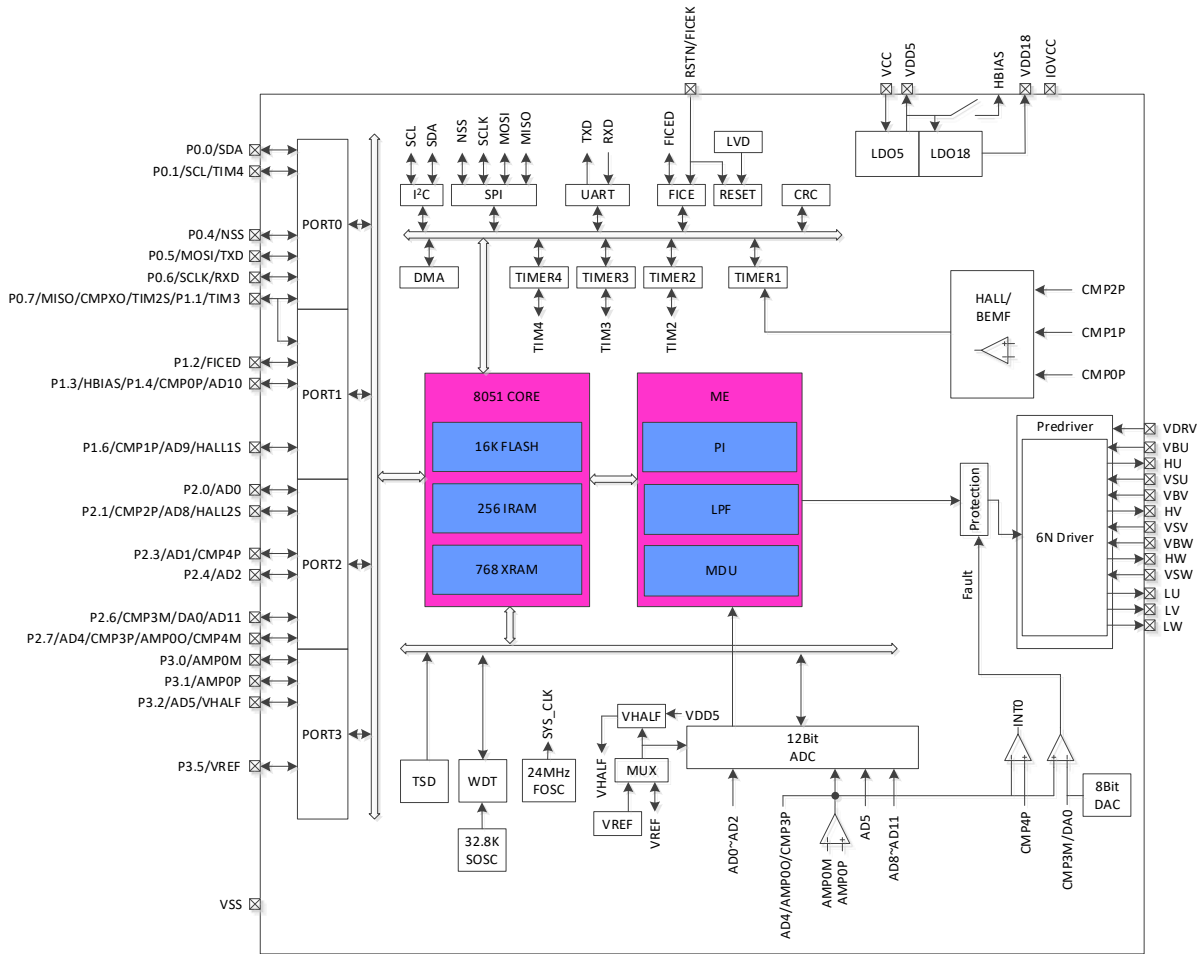 RSTN/FICEK
VCC
VDD5
HBIAS
VDD18
IOVCC
P0.0/SDA
P0.1/SCL/TIM4
P0.4/NSS
P0.5/MOSI/TXD
P0.6/SCLK/RXD
P0.7/MISO/CMPXO/TIM2S/P1.1/TIM3
P1.2/FICED
P1.3/HBIAS/P1.4/CMP0P/AD10
P1.6/CMP1P/AD9/HALL1S
P2.0/AD0
P2.1/CMP2P/AD8/HALL2S
P2.3/AD1/CMP4P
P2.4/AD2
P2.6/CMP3M/DA0/AD11
P2.7/AD4/CMP3P/AMP0O/CMP4M
P3.0/AMP0M
P3.1/AMP0P
P3.2/AD5/VHALF
P3.5/VREF
VSS
PORT0
PORT1
PORT2
PORT3
SCL
SDA
NSS
SCLK
MOSI
MISO
TXD
RXD
FICED
LVD
I²C
SPI
UART
FICE
RESET
CRC
LDO5
LDO18
DMA
TIMER4
TIMER3
TIMER2
TIMER1
TIM4
TIM3
TIM2
HALL/
BEMF
CMP2P
CMP1P
CMP0P
8051 CORE
16K FLASH
256 IRAM
768 XRAM
ME
PI
LPF
MDU
Protection
Fault
Predriver
6N Driver
VDRV
VBU
HU
VSU
VBV
HV
VSV
VBW
HW
VSW
LU
LV
LW
TSD
WDT
32.8K
SOSC
SYS_CLK
24MHz
FOSC
VHALF
VDD5
VHALF
MUX
VREF
VREF
12Bit
ADC
AD0~AD2
AD4/AMP0O/CMP3P
AMP0M
AMP0P
AD5
AD8~AD11
INT0
CMP4P
CMP3M/DA0
8Bit
DAC